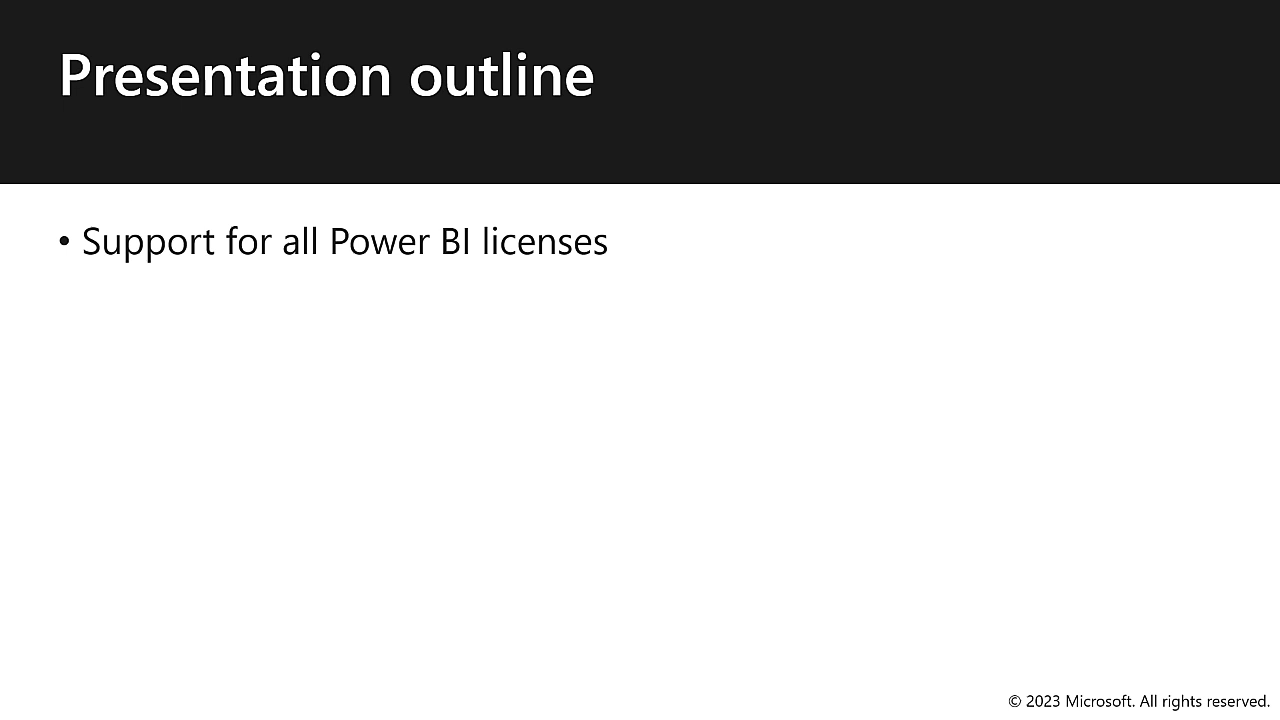 Presentation outline
• Support for all Power BI licenses
© 2023 Microsoft. All rights reserved.